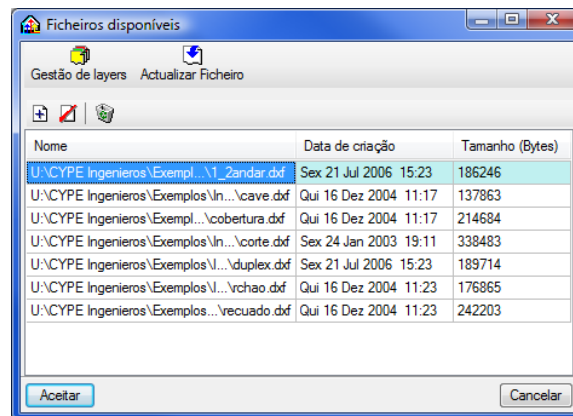 Ficheiros disponíveis
Gestão de layers Actualizar Ficheiro
Nome Data de criação Tamanho (Bytes)
U:\CYPE Ingenieros\Exempl...\1_2andar.dxf Sex 21 Jul 2006 15:23 186246
U:\CYPE Ingenieros\Exemplos\In...\cave.dxf Qui 16 Dez 2004 11:17 137863
U:\CYPE Ingenieros\Exempl...\cobertura.dxf Qui 16 Dez 2004 11:17 214684
U:\CYPE Ingenieros\Exemplos\In...\corte.dxf Sex 24 Jan 2003 19:11 338483
U:\CYPE Ingenieros\Exemplos\I...\duplex.dxf Sex 21 Jul 2006 15:23 189714
U:\CYPE Ingenieros\Exemplos\I...\rchao.dxf Qui 16 Dez 2004 11:23 176865
U:\CYPE Ingenieros\Exemplos...\recuado.dxf Qui 16 Dez 2004 11:23 242203
Aceitar Cancelar